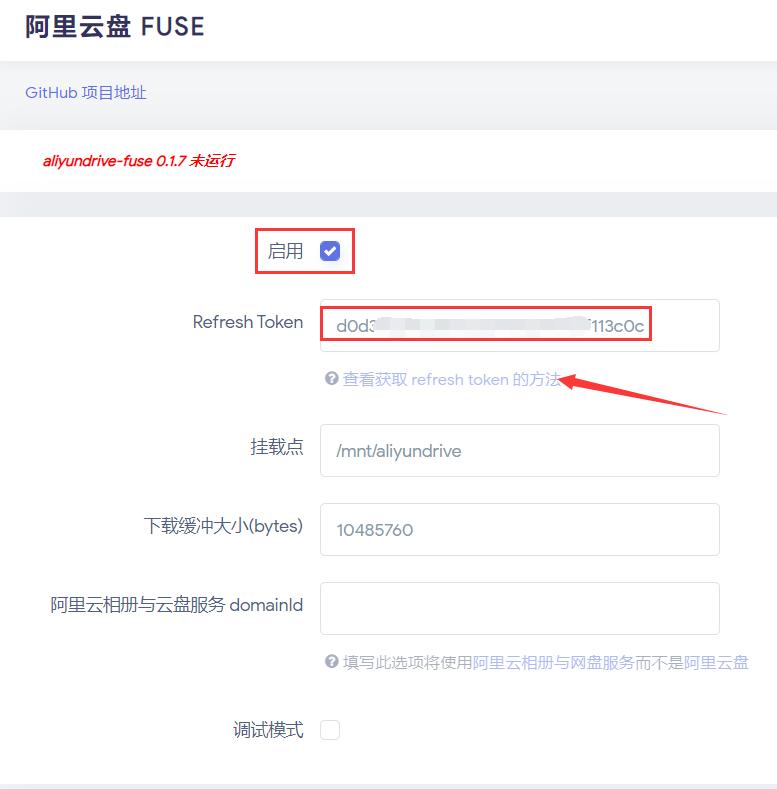 阿里云盘 FUSE
GitHub 项目地址
aliyundrive-fuse 0.1.7 未运行
启用
Refresh Token
d0d3 113c0c
查看获取 refresh token 的方法
挂载点
/mnt/aliyundrive
下载缓冲大小(bytes)
10485760
阿里云相册与云盘服务 domainId
填写此选项将使用阿里云相册与网盘服务而不是阿里云盘
调试模式